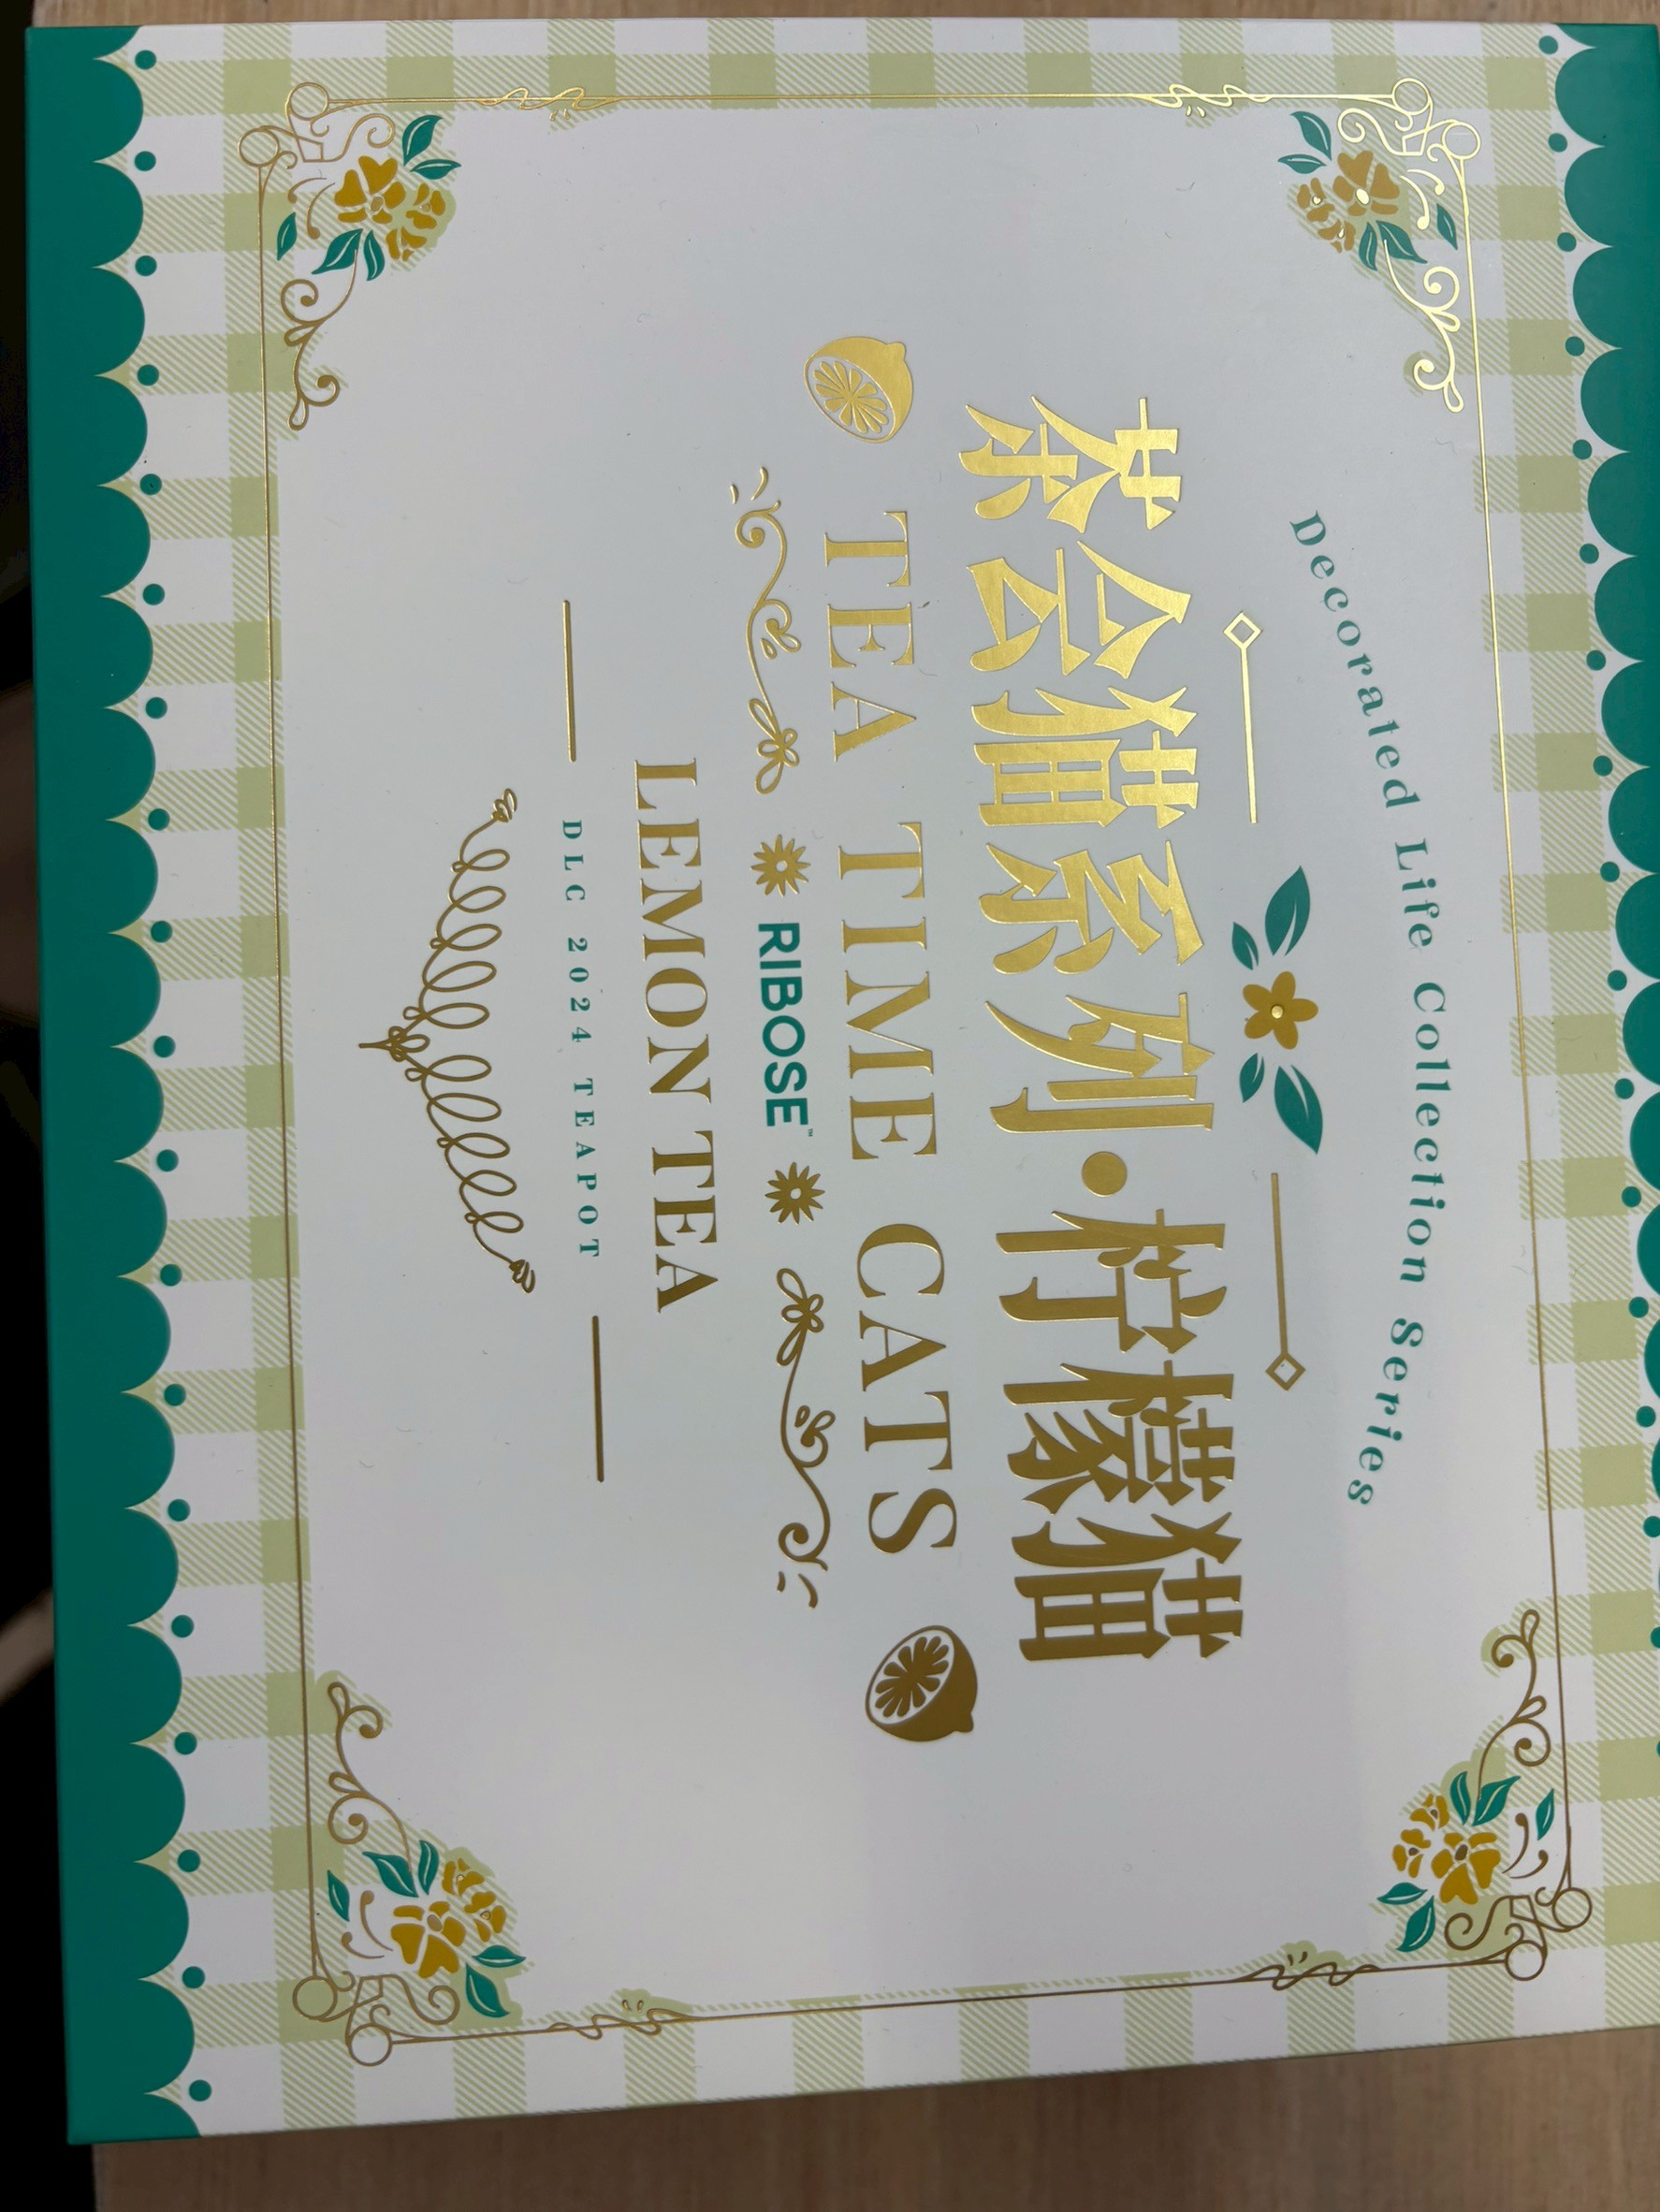 Decorated Life Collection Series
茶会猫系列·柠檬猫
TEA TIME CATS
RIBOSE™
LEMON TEA
DLC 2024 TEAPOT